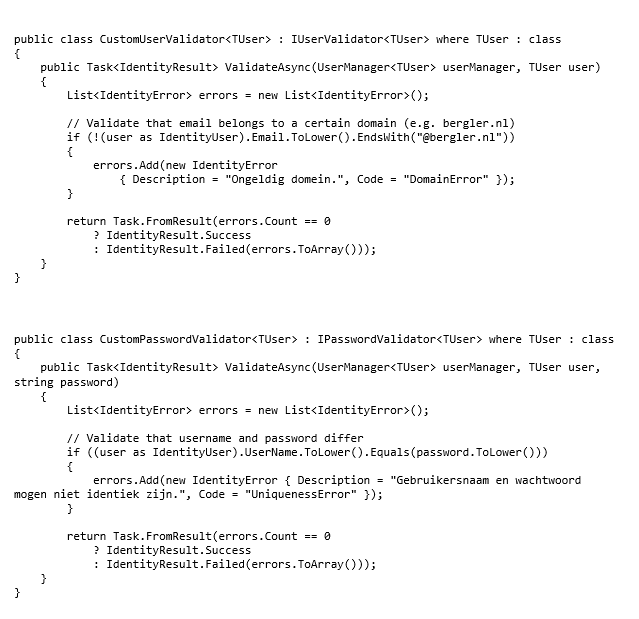 public class CustomUserValidator<TUser> : IUserValidator<TUser> where TUser : class
{
    public Task<IdentityResult> ValidateAsync(UserManager<TUser> userManager, TUser user)
    {
        List<IdentityError> errors = new List<IdentityError>();

        // Validate that email belongs to a certain domain (e.g. bergler.nl)
        if (!(user as IdentityUser).Email.ToLower().EndsWith("@bergler.nl"))
        {
            errors.Add(new IdentityError
                { Description = "Ongeldig domein.", Code = "DomainError" });
        }

        return Task.FromResult(errors.Count == 0
            ? IdentityResult.Success
            : IdentityResult.Failed(errors.ToArray()));
    }
}

public class CustomPasswordValidator<TUser> : IPasswordValidator<TUser> where TUser : class
{
    public Task<IdentityResult> ValidateAsync(UserManager<TUser> userManager, TUser user,
string password)
    {
        List<IdentityError> errors = new List<IdentityError>();

        // Validate that username and password differ
        if ((user as IdentityUser).UserName.ToLower().Equals(password.ToLower()))
        {
            errors.Add(new IdentityError { Description = "Gebruikersnaam en wachtwoord
mogen niet identiek zijn.", Code = "UniquenessError" });
        }

        return Task.FromResult(errors.Count == 0
            ? IdentityResult.Success
            : IdentityResult.Failed(errors.ToArray()));
    }
}